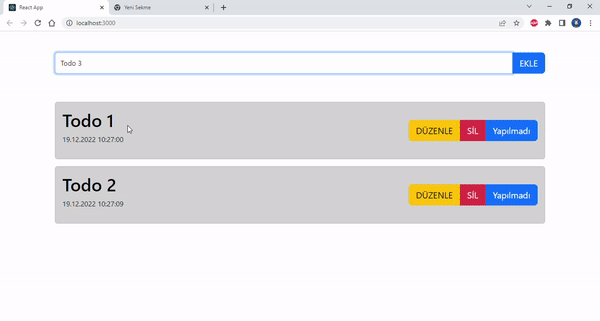 React App
Yeni Sekme
localhost:3000
Todo 3
EKLE
Todo 1
19.12.2022 10:27:00
DÜZENLE
SİL
Yapılmadı
Todo 2
19.12.2022 10:27:09
DÜZENLE
SİL
Yapılmadı